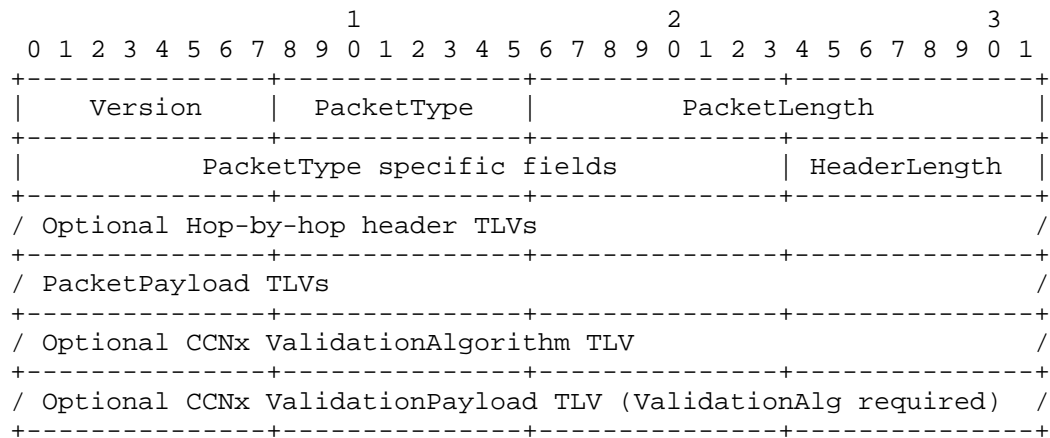 1                   2                   3
 0 1 2 3 4 5 6 7 8 9 0 1 2 3 4 5 6 7 8 9 0 1 2 3 4 5 6 7 8 9 0 1
+---------------+---------------+---------------+---------------+
|    Version    |  PacketType   |         PacketLength          |
+---------------+---------------+---------------+---------------+
|           PacketType specific fields          | HeaderLength  |
+---------------+---------------+---------------+---------------+
/ Optional Hop-by-hop header TLVs                               /
+---------------+---------------+---------------+---------------+
/ PacketPayload TLVs                                            /
+---------------+---------------+---------------+---------------+
/ Optional CCNx ValidationAlgorithm TLV                         /
+---------------+---------------+---------------+---------------+
/ Optional CCNx ValidationPayload TLV (ValidationAlg required)  /
+---------------+---------------+---------------+---------------+